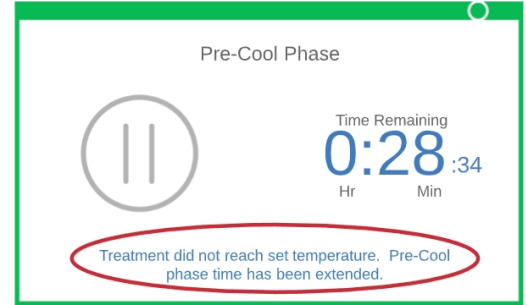 Pre-Cool Phase
Time Remaining
0:28:34
Hr Min
Treatment did not reach set temperature. Pre-Cool
phase time has been extended.